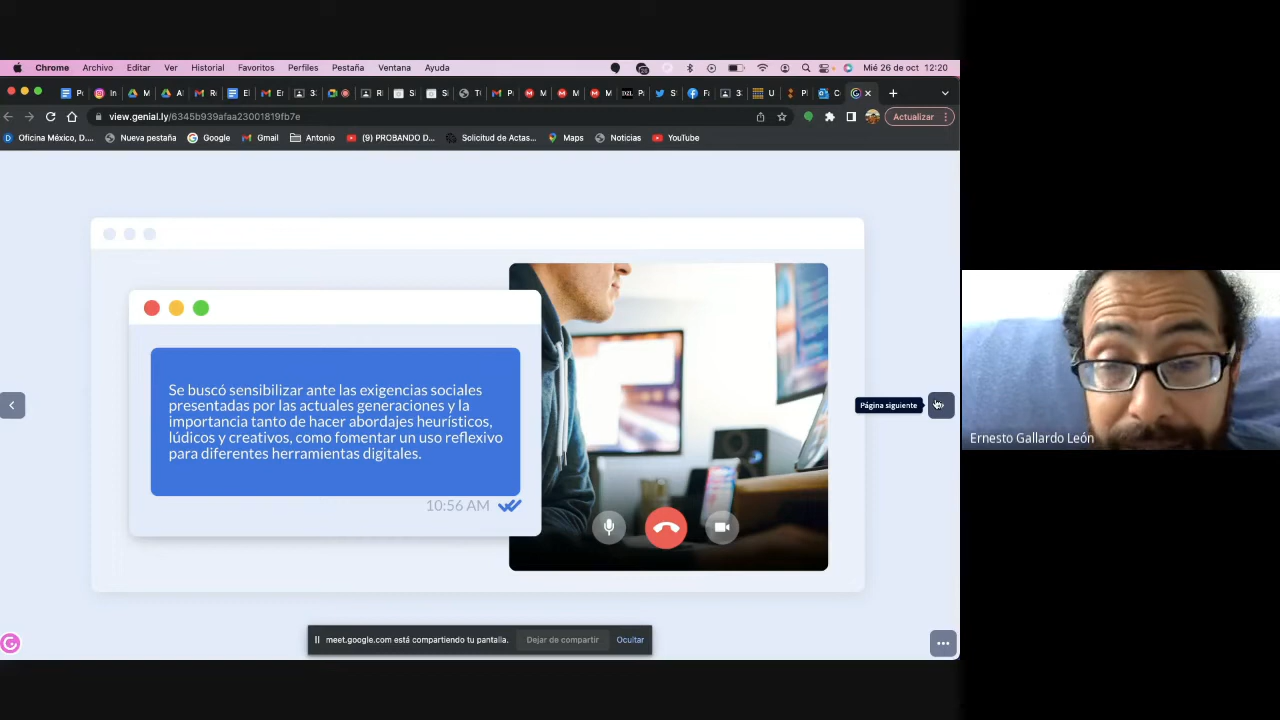 Chrome Archivo Editar Ver Historial Favoritos Perfiles Pestaña Ventana Ayuda Mié 26 de oct 12:20
view.genial.ly/6345b939afaa23001819fb7e Actualizar
Oficina México, D.... Nueva pestaña Google Gmail Antonio (9) PROBANDO D... Solicitud de Actas... Maps Noticias YouTube
Se buscó sensibilizar ante las exigencias sociales
presentadas por las actuales generaciones y la
importancia tanto de hacer abordajes heurísticos,
lúdicos y creativos, como fomentar un uso reflexivo
para diferentes herramientas digitales.
10:56 AM
Página siguiente
Ernesto Gallardo León
meet.google.com está compartiendo tu pantalla. Dejar de compartir Ocultar